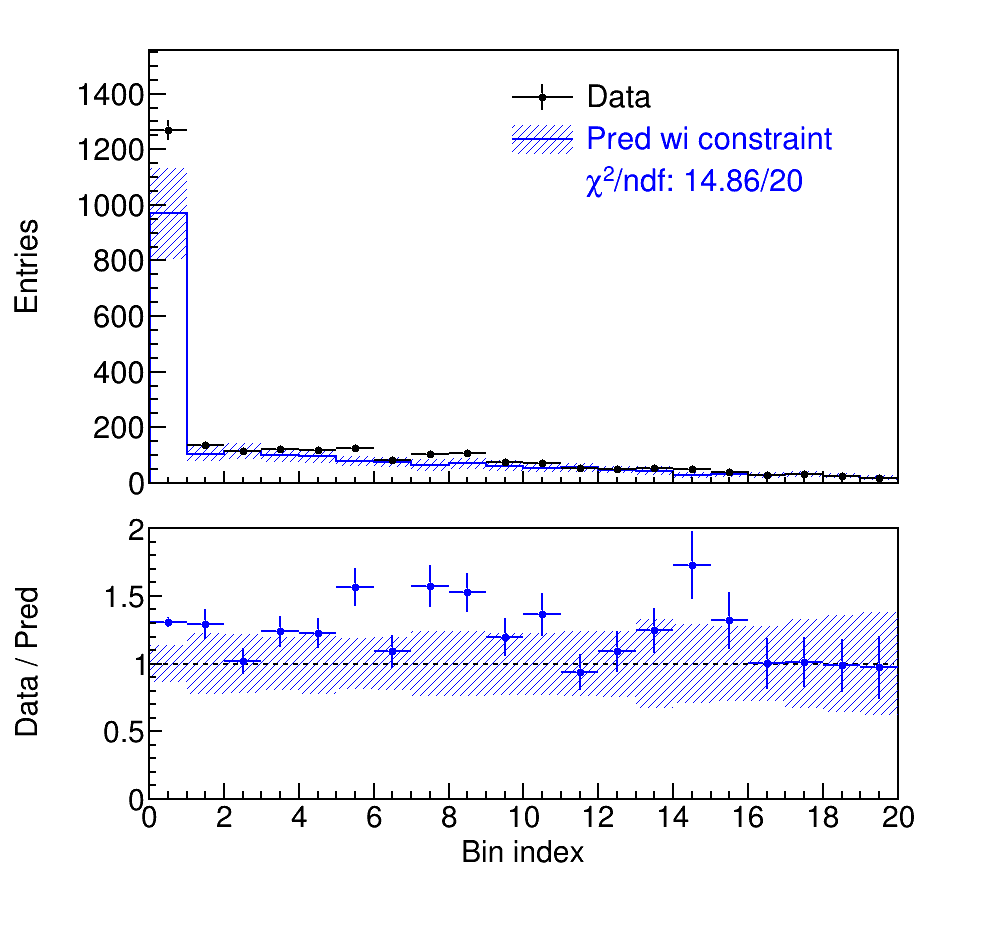 1400
1200
1000
800
600
400
200
0
Entries
Data
Pred wi constraint
χ²/ndf: 14.86/20
2
1.5
1
0.5
0
Data / Pred
0 2 4 6 8 10 12 14 16 18 20
Bin index